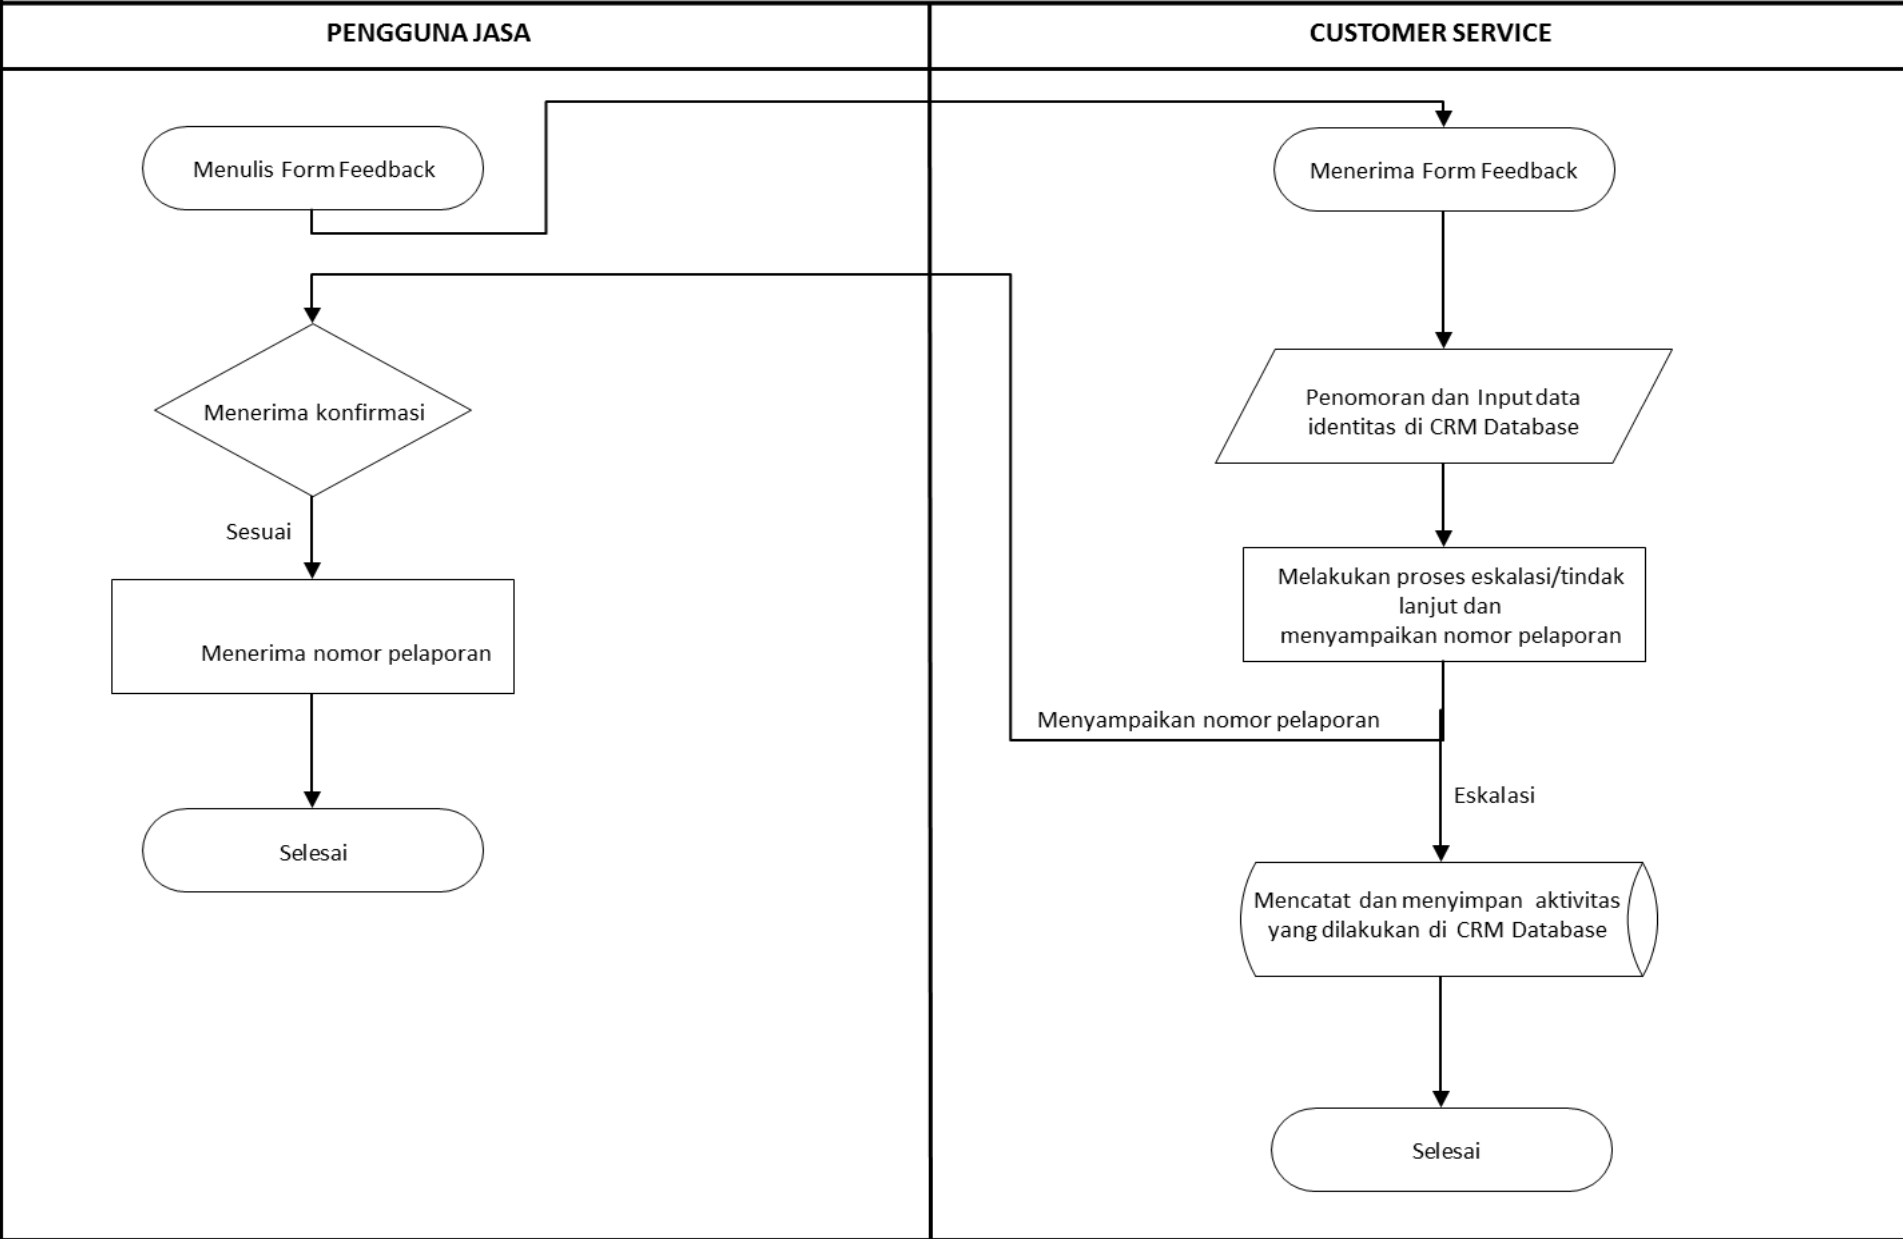 PENGGUNA JASA
CUSTOMER SERVICE
Menulis Form Feedback
Menerima konfirmasi
Sesuai
Menerima nomor pelaporan
Selesai
Menerima Form Feedback
Penomoran dan Input data
identitas di CRM Database
Melakukan proses eskalasi/tindak
lanjut dan
menyampaikan nomor pelaporan
Menyampaikan nomor pelaporan
Eskalasi
Mencatat dan menyimpan aktivitas
yang dilakukan di CRM Database
Selesai